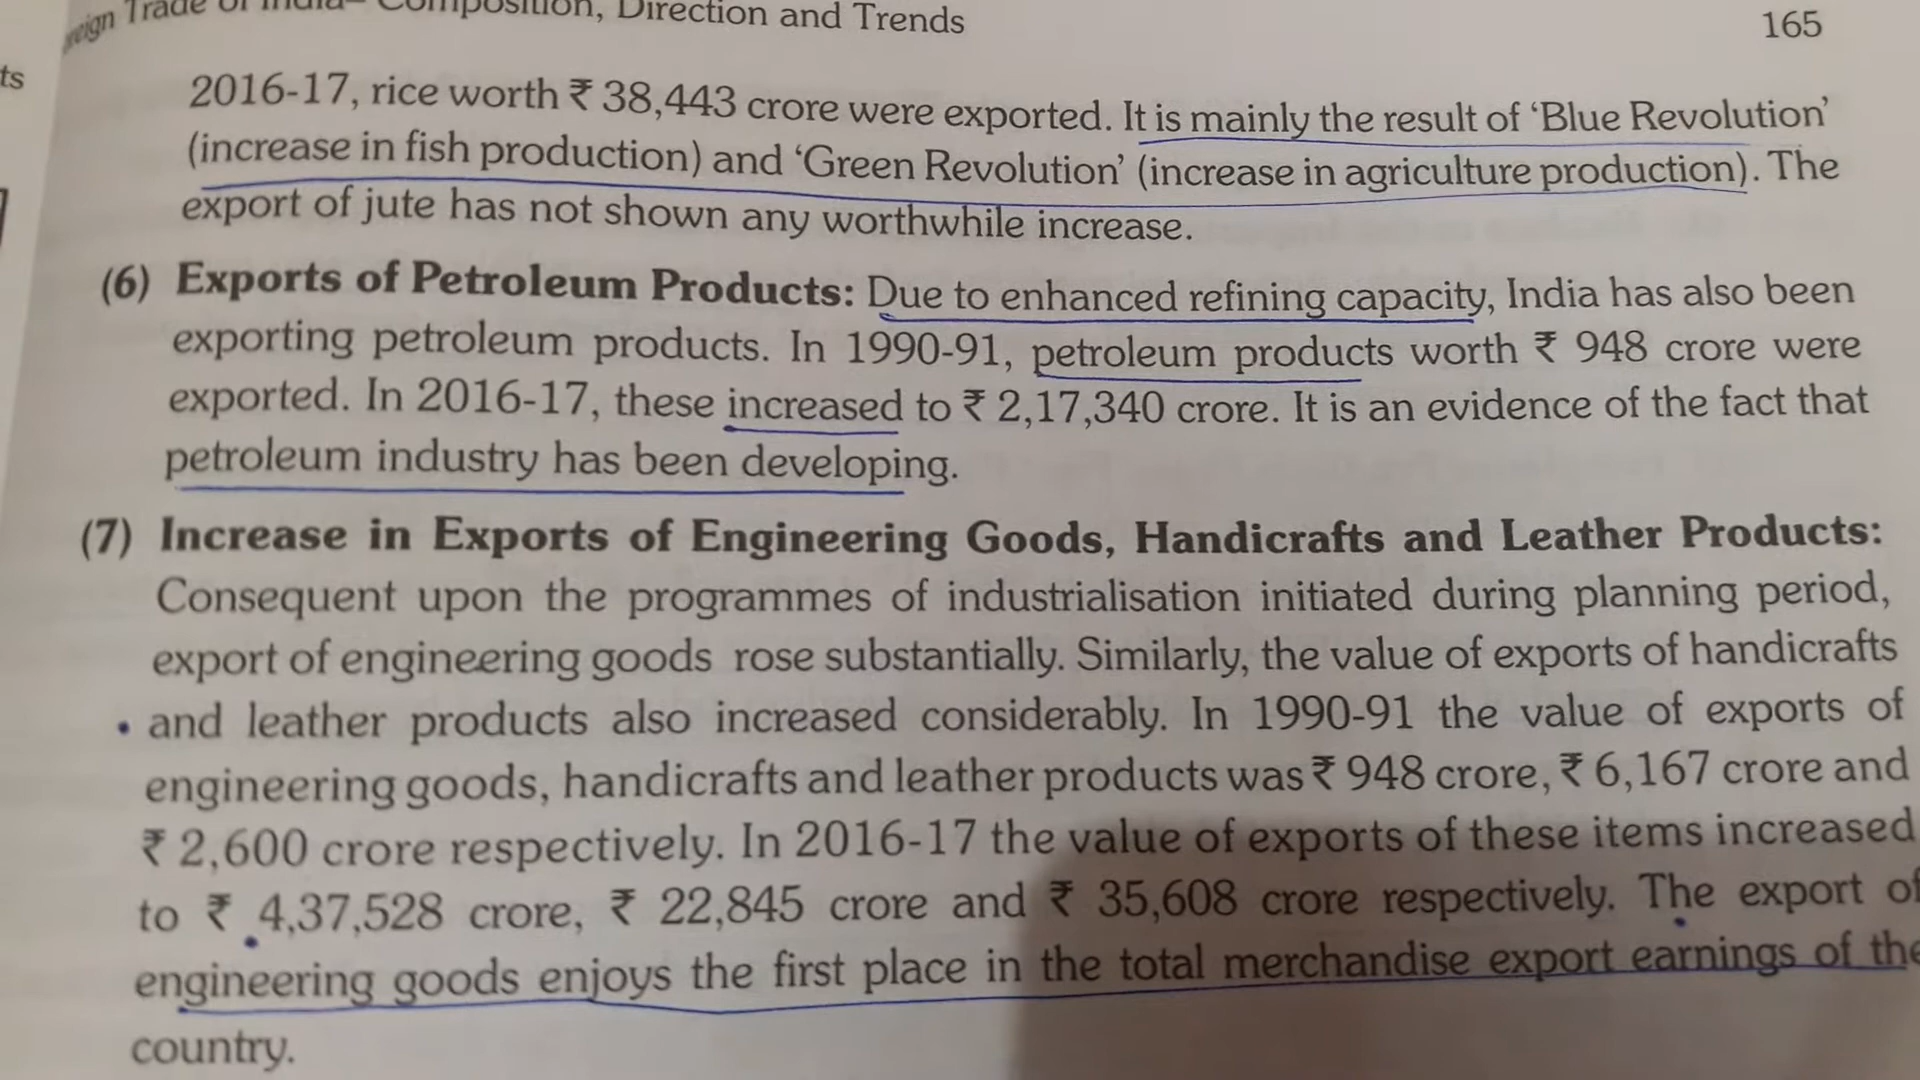 Trade of India– Composition, Direction and Trends 165
ts
2016-17, rice worth ₹ 38,443 crore were exported. It is mainly the result of ‘Blue Revolution’
(increase in fish production) and ‘Green Revolution’ (increase in agriculture production). The
export of jute has not shown any worthwhile increase.
(6) Exports of Petroleum Products: Due to enhanced refining capacity, India has also been
exporting petroleum products. In 1990-91, petroleum products worth ₹ 948 crore were
exported. In 2016-17, these increased to ₹ 2,17,340 crore. It is an evidence of the fact that
petroleum industry has been developing.
(7) Increase in Exports of Engineering Goods, Handicrafts and Leather Products:
Consequent upon the programmes of industrialisation initiated during planning period,
export of engineering goods rose substantially. Similarly, the value of exports of handicrafts
and leather products also increased considerably. In 1990-91 the value of exports of
engineering goods, handicrafts and leather products was ₹ 948 crore, ₹ 6,167 crore and
₹ 2,600 crore respectively. In 2016-17 the value of exports of these items increased
to ₹ 4,37,528 crore, ₹ 22,845 crore and ₹ 35,608 crore respectively. The export of
engineering goods enjoys the first place in the total merchandise export earnings of the
country.